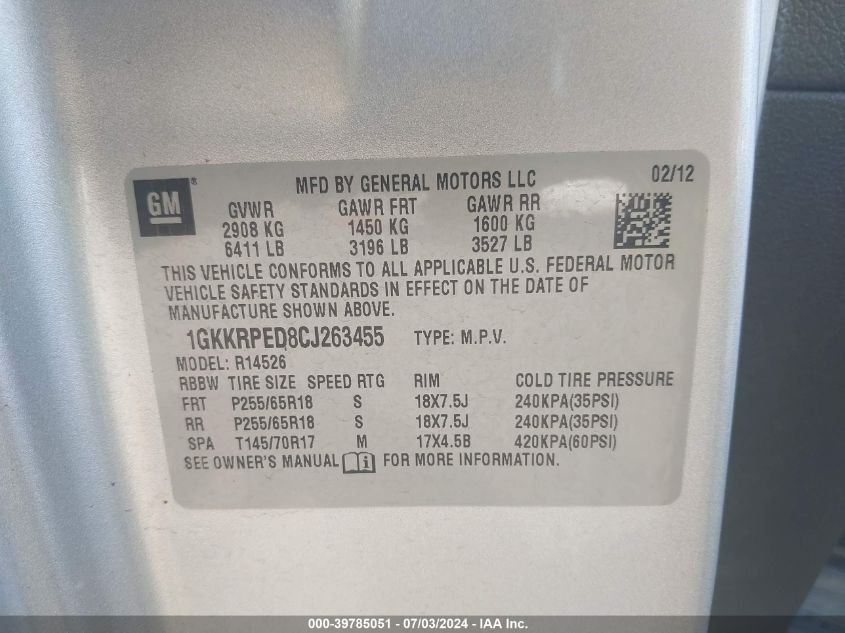 GM ®
MFD BY GENERAL MOTORS LLC 02/12
GVWR GAWR FRT GAWR RR
2908 KG 1450 KG 1600 KG
6411 LB 3196 LB 3527 LB
THIS VEHICLE CONFORMS TO ALL APPLICABLE U.S. FEDERAL MOTOR
VEHICLE SAFETY STANDARDS IN EFFECT ON THE DATE OF
MANUFACTURE SHOWN ABOVE.
1GKKRPED8CJ263455 TYPE: M.P.V.
MODEL: R14526
RBBW TIRE SIZE SPEED RTG RIM COLD TIRE PRESSURE
FRT P255/65R18 S 18X7.5J 240KPA(35PSI)
RR P255/65R18 S 18X7.5J 240KPA(35PSI)
SPA T145/70R17 M 17X4.5B 420KPA(60PSI)
SEE OWNER'S MANUAL i FOR MORE INFORMATION.
000-39785051 - 07/03/2024 - IAA Inc.